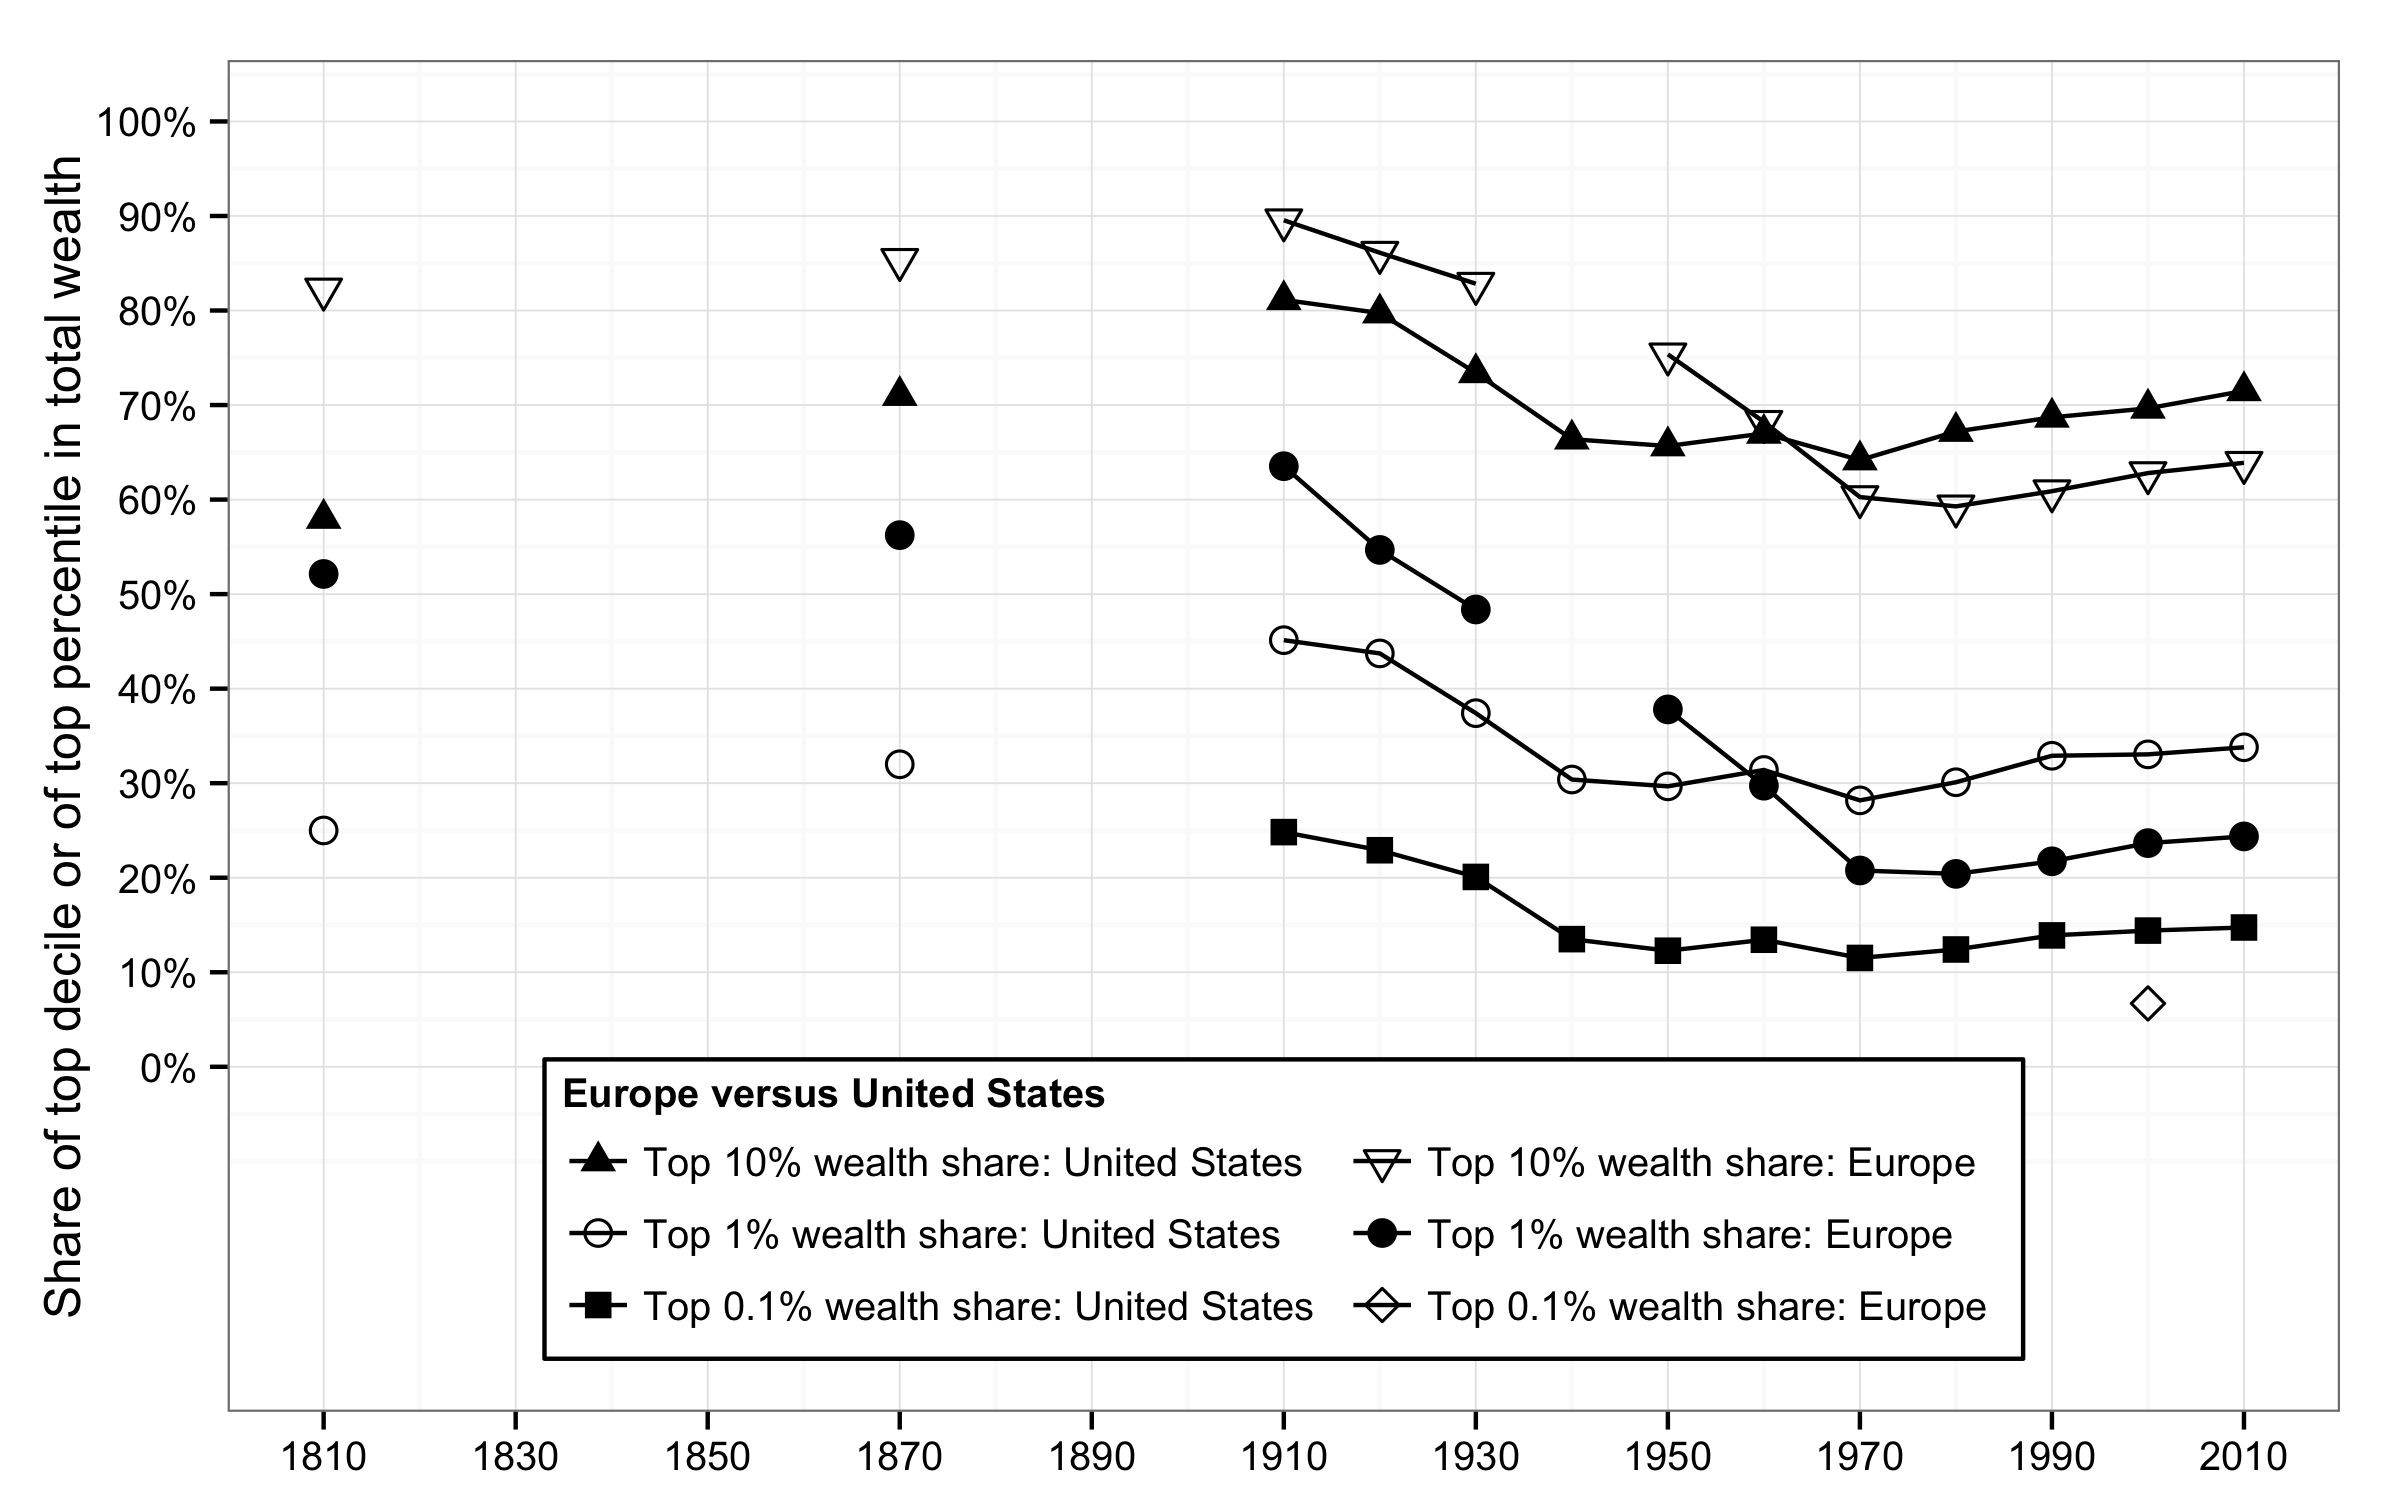 Share of top decile or of top percentile in total wealth
100%
90%
80%
70%
60%
50%
40%
30%
20%
10%
0%
Europe versus United States
Top 10% wealth share: United States
Top 10% wealth share: Europe
Top 1% wealth share: United States
Top 1% wealth share: Europe
Top 0.1% wealth share: United States
Top 0.1% wealth share: Europe
1810 1830 1850 1870 1890 1910 1930 1950 1970 1990 2010